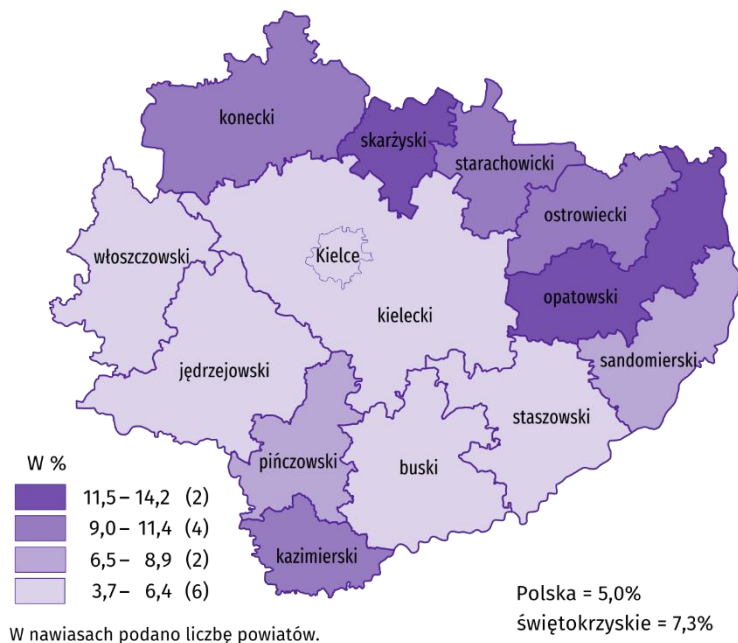 konecki
skarżyski
starachowicki
ostrowiecki
włoszczowski
Kielce
opatowski
kielecki
sandomierski
jędrzejowski
staszowski
pińczowski
buski
kazimierski
W %
11,5 – 14,2 (2)
9,0 – 11,4 (4)
6,5 – 8,9 (2)
3,7 – 6,4 (6)
Polska = 5,0%
świętokrzyskie = 7,3%
W nawiasach podano liczbę powiatów.